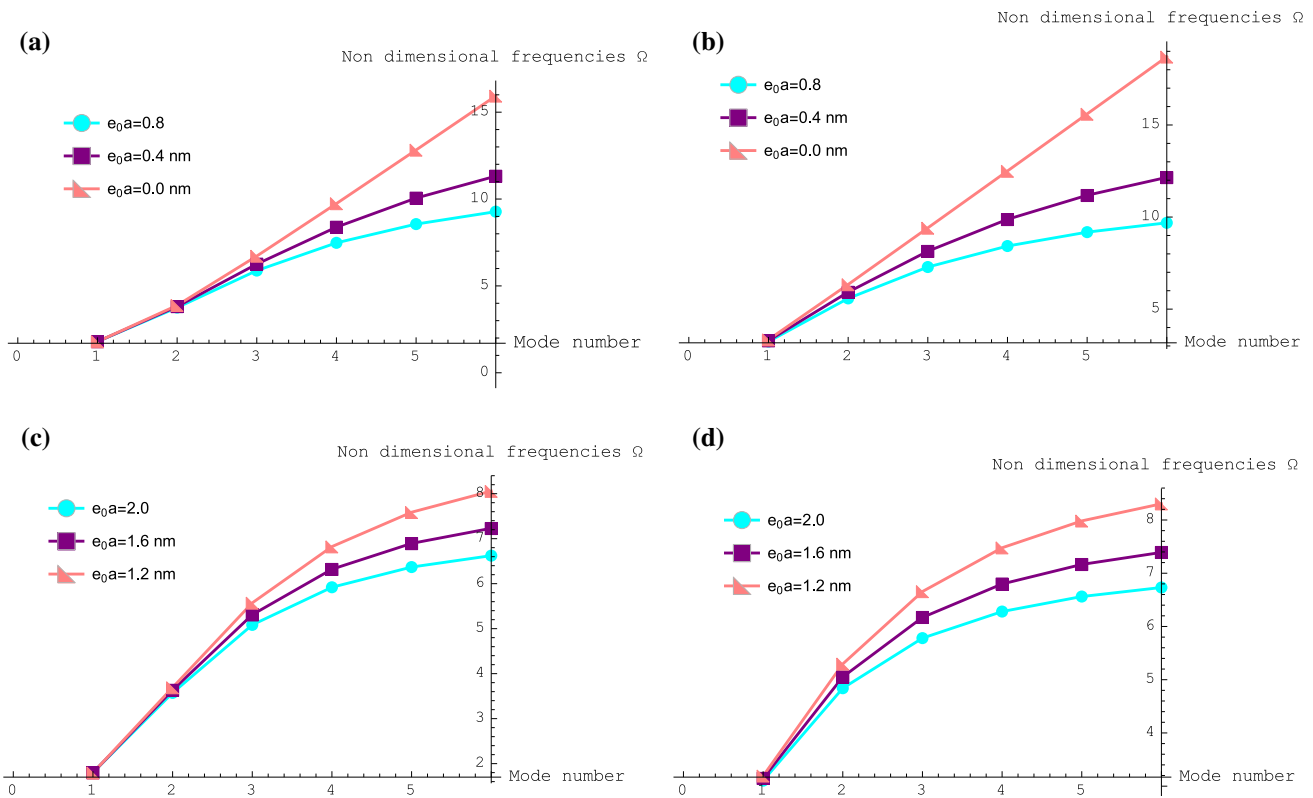 (a)
Non dimensional frequencies Ω
e₀a=0.8
e₀a=0.4 nm
e₀a=0.0 nm
15
10
5
0
0 1 2 3 4 5
Mode number
(b)
Non dimensional frequencies Ω
e₀a=0.8
e₀a=0.4 nm
e₀a=0.0 nm
15
10
5
0 1 2 3 4 5
Mode number
(c)
Non dimensional frequencies Ω
e₀a=2.0
e₀a=1.6 nm
e₀a=1.2 nm
8
7
6
5
4
3
2
0 1 2 3 4 5
Mode number
(d)
Non dimensional frequencies Ω
e₀a=2.0
e₀a=1.6 nm
e₀a=1.2 nm
8
7
6
5
4
0 1 2 3 4 5
Mode number